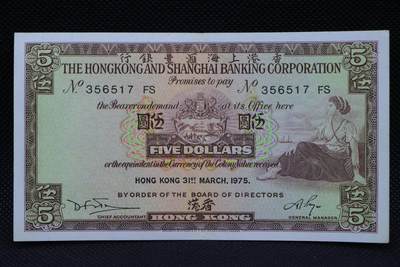 行銀豐滙海上港香
5 THE HONGKONG AND SHANGHAI BANKING CORPORATION 5
伍 Promises to pay 伍
No 356517 FS No 356517 FS
the Bearer on demand at its Office here
圓 伍
FIVE DOLLARS
or the equivalent in the Currency of the Colony value received
HONG KONG 31ST MARCH, 1975.
BY ORDER OF THE BOARD OF DIRECTORS
伍 港香 伍
CHIEF ACCOUNTANT GENERAL MANAGER
5 HONG KONG 5